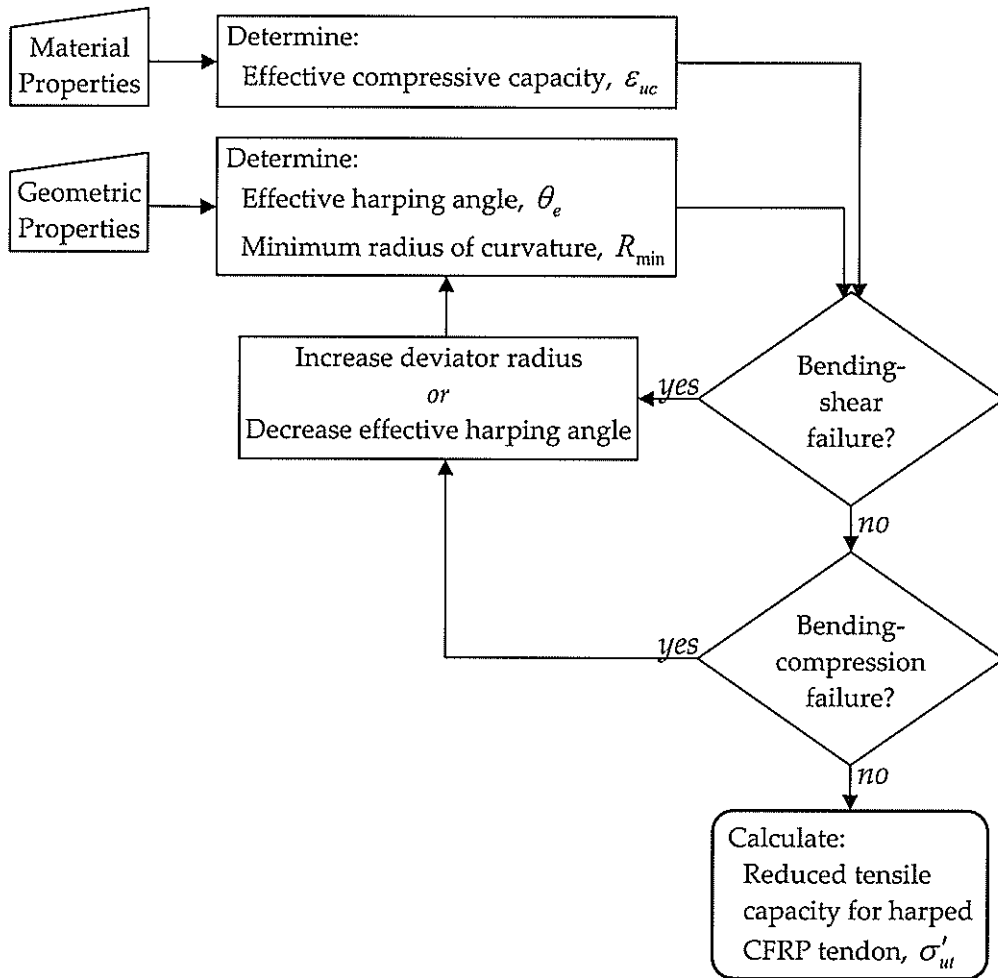 Material
Properties
Determine:
Effective compressive capacity, ε_uc
Geometric
Properties
Determine:
Effective harping angle, θ_e
Minimum radius of curvature, R_min
Increase deviator radius
or
Decrease effective harping angle
yes
Bending-
shear
failure?
no
yes
Bending-
compression
failure?
no
Calculate:
Reduced tensile
capacity for harped
CFRP tendon, σ'_ut